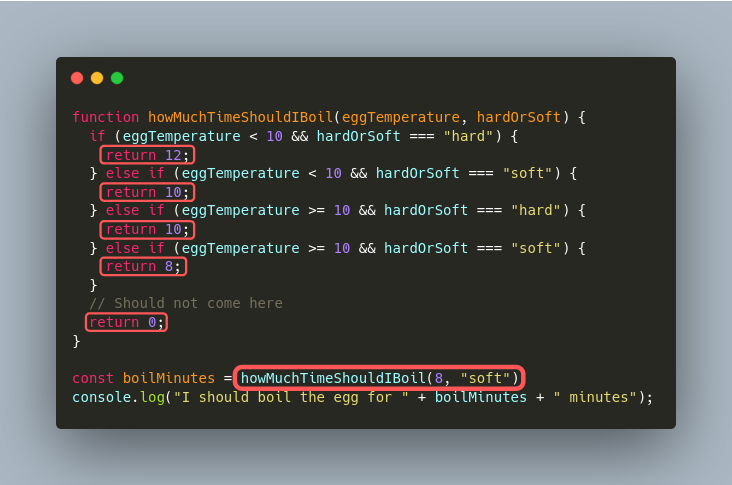 function howMuchTimeShouldIBoil(eggTemperature, hardOrSoft) {
  if (eggTemperature < 10 && hardOrSoft === "hard") {
    return 12;
  } else if (eggTemperature < 10 && hardOrSoft === "soft") {
    return 10;
  } else if (eggTemperature >= 10 && hardOrSoft === "hard") {
    return 10;
  } else if (eggTemperature >= 10 && hardOrSoft === "soft") {
    return 8;
  }
  // Should not come here
  return 0;
}

const boilMinutes = howMuchTimeShouldIBoil(8, "soft")
console.log("I should boil the egg for " + boilMinutes + " minutes");